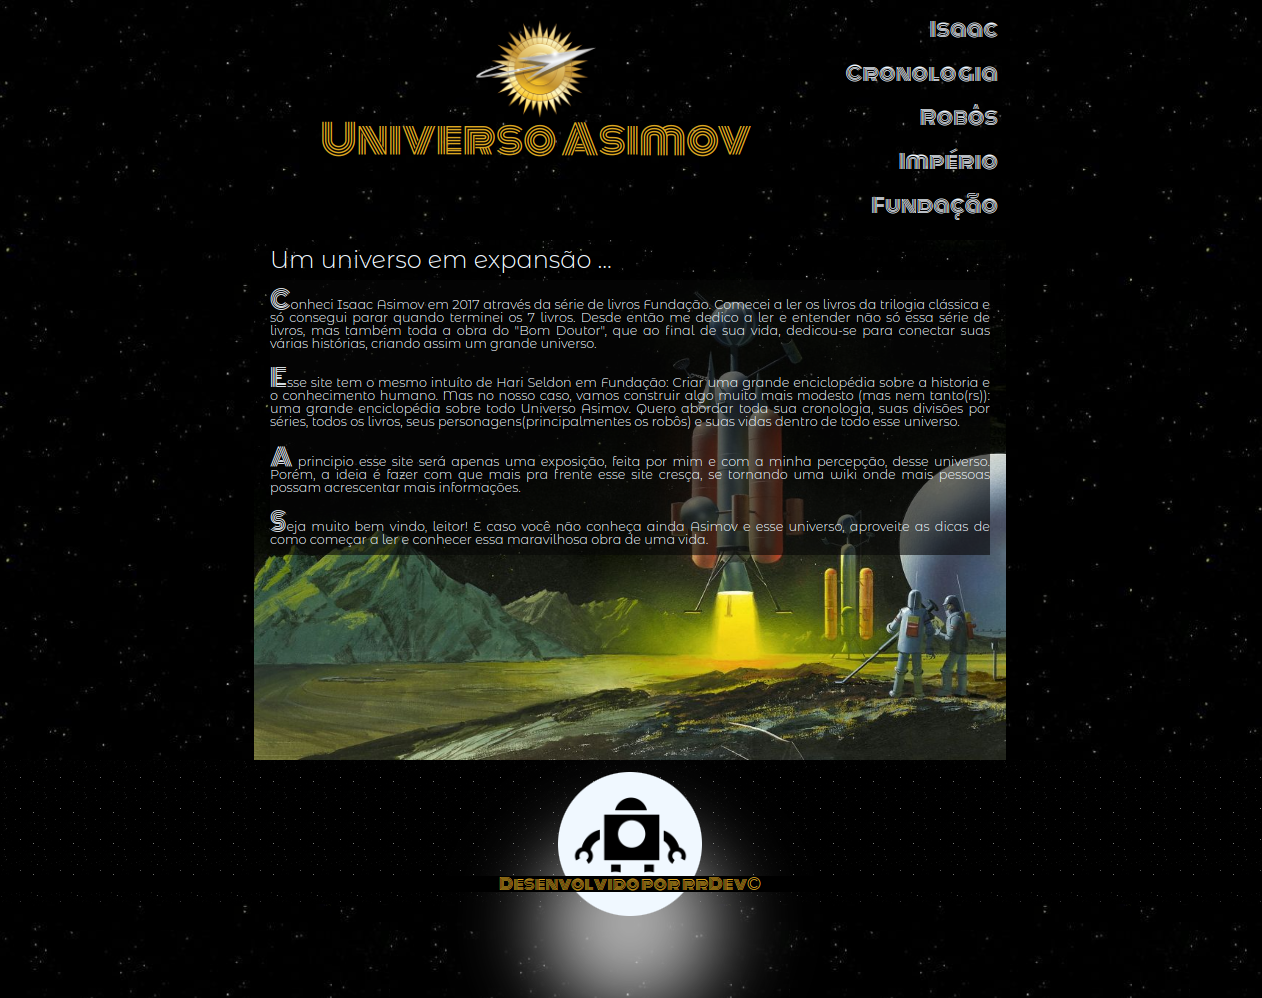 Universo Asimov
Isaac
Cronologia
Robôs
Império
Fundação
Um universo em expansão ...
Conheci Isaac Asimov em 2017 através da série de livros Fundação. Comecei a ler os livros da trilogia clássica e
só consegui parar quando terminei os 7 livros. Desde então me dedico a ler e entender não só essa série de
livros, mas também toda a obra do "Bom Doutor", que ao final de sua vida, dedicou-se para conectar suas
várias histórias, criando assim um grande universo.
Esse site tem o mesmo intuíto de Hari Seldon em Fundação: Criar uma grande enciclopédia sobre a historia e
o conhecimento humano. Mas no nosso caso, vamos construir algo muito mais modesto (mas nem tanto(rs)):
uma grande enciclopédia sobre todo Universo Asimov. Quero abordar toda sua cronologia, suas divisões por
séries, todos os livros, seus personagens(principalmentes os robôs) e suas vidas dentro de todo esse universo.
A principio esse site será apenas uma exposição, feita por mim e com a minha percepção, desse universo.
Porém, a ideia é fazer com que mais pra frente esse site cresça, se tornando uma wiki onde mais pessoas
possam acrescentar mais informações.
Seja muito bem vindo, leitor! E caso você não conheça ainda Asimov e esse universo, aproveite as dicas de
como começar a ler e conhecer essa maravilhosa obra de uma vida.
Desenvolvido por rrDev©